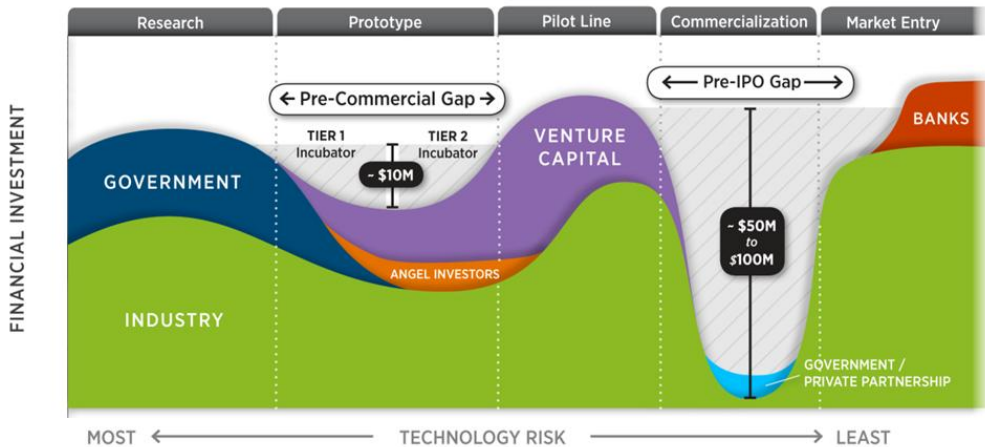 Research
Prototype
Pilot Line
Commercialization
Market Entry
FINANCIAL INVESTMENT
← Pre-Commercial Gap →
← Pre-IPO Gap →
TIER 1
Incubator
TIER 2
Incubator
~ $10M
GOVERNMENT
VENTURE
CAPITAL
BANKS
~ $50M
to
$100M
ANGEL INVESTORS
INDUSTRY
GOVERNMENT /
PRIVATE PARTNERSHIP
MOST ← TECHNOLOGY RISK → LEAST